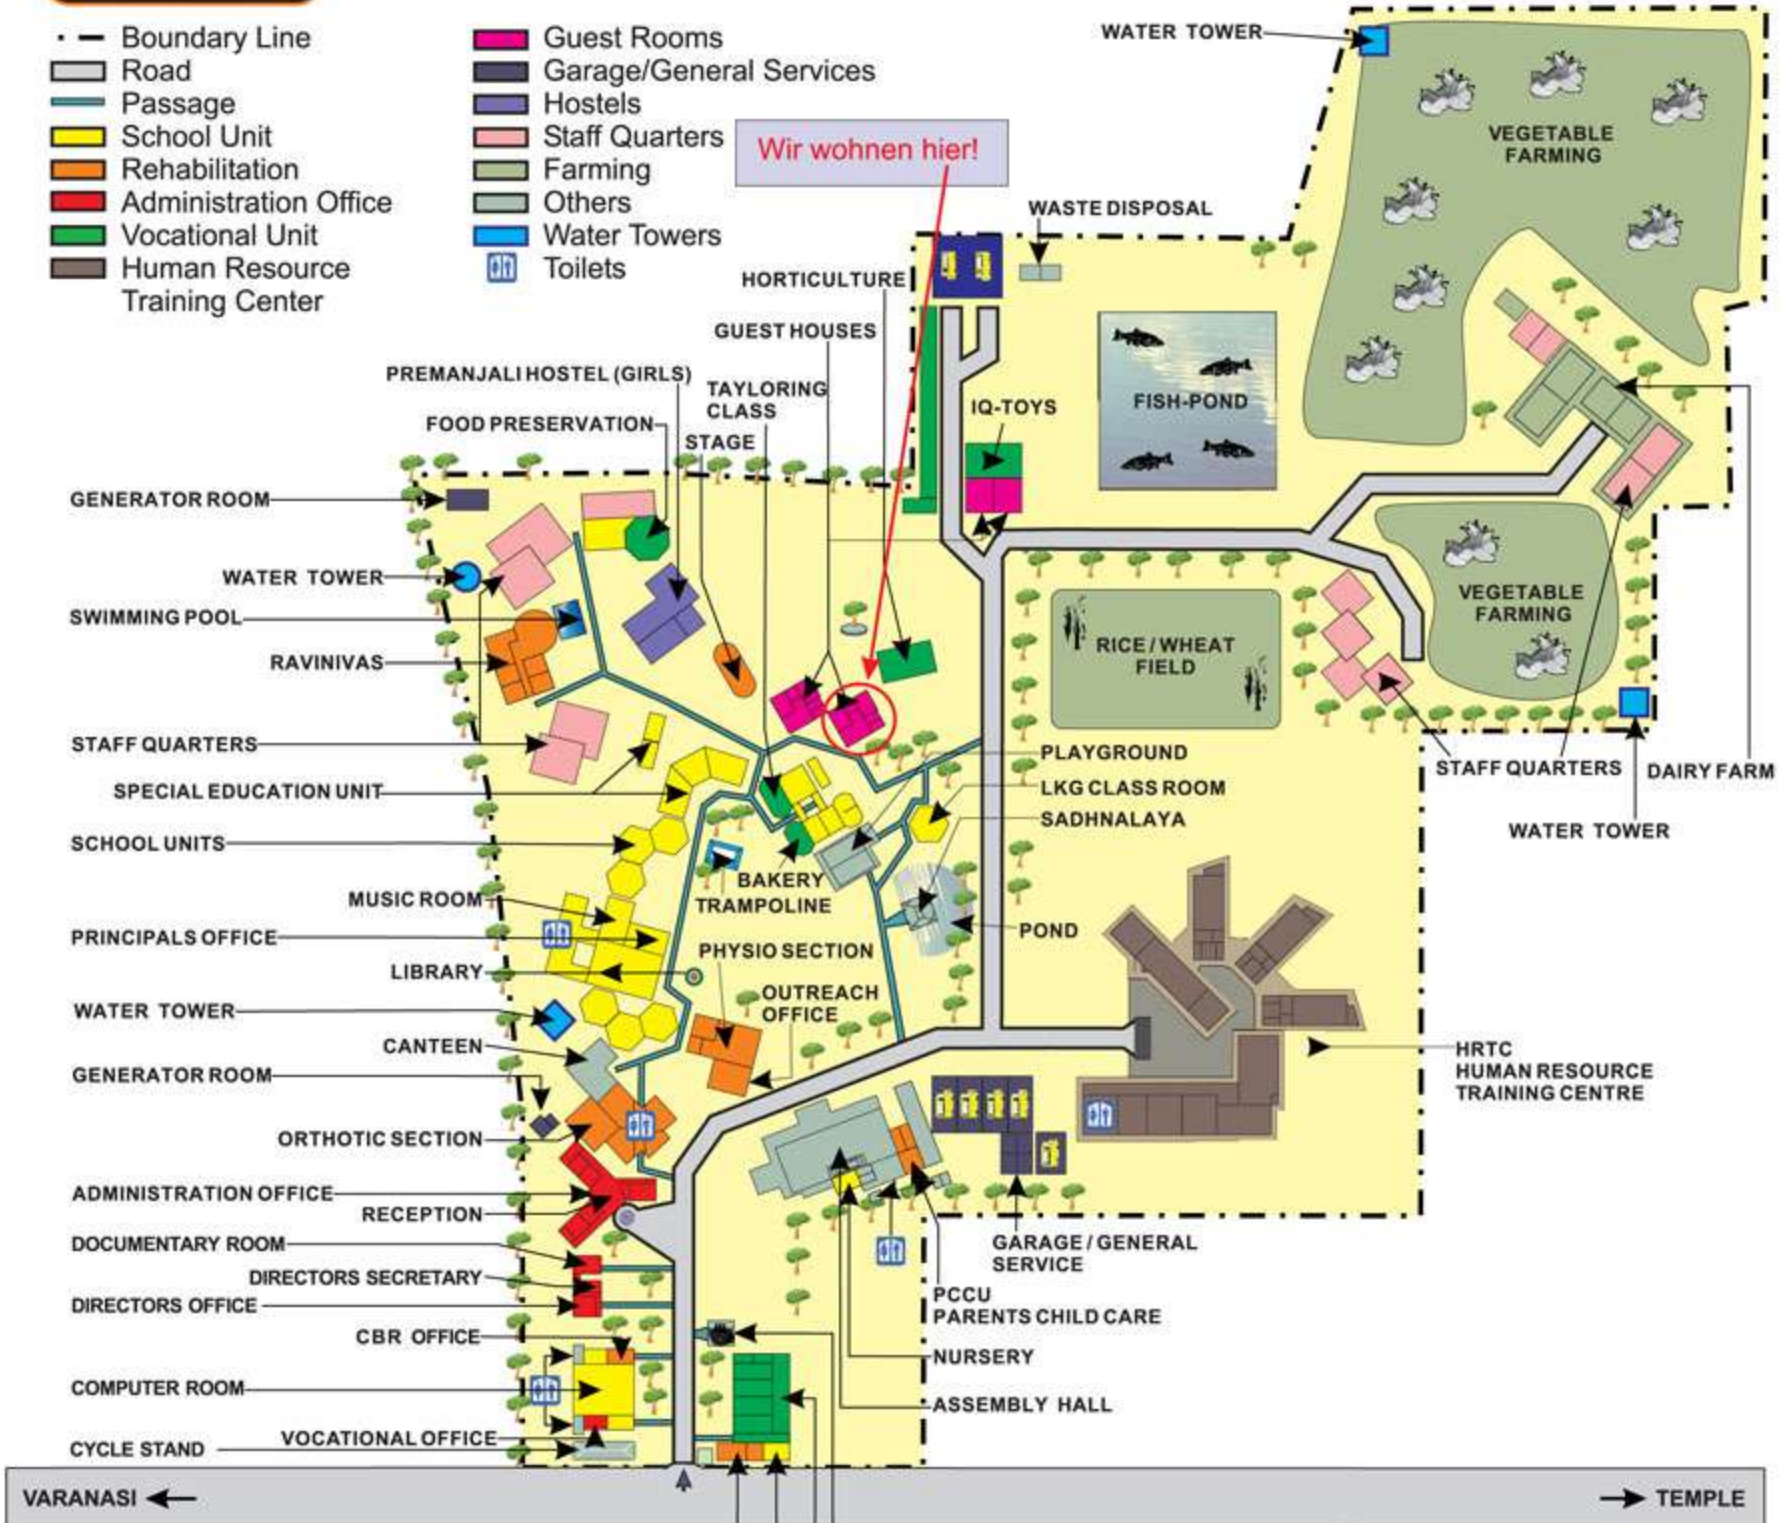 Boundary Line
Road
Passage
School Unit
Rehabilitation
Administration Office
Vocational Unit
Human Resource
Training Center
Guest Rooms
Garage/General Services
Hostels
Staff Quarters
Farming
Others
Water Towers
Toilets
Wir wohnen hier!
WATER TOWER
VEGETABLE
FARMING
WASTE DISPOSAL
HORTICULTURE
GUEST HOUSES
PREMANJALI HOSTEL (GIRLS)
TAYLORING
CLASS
FOOD PRESERVATION
STAGE
IQ-TOYS
FISH-POND
GENERATOR ROOM
WATER TOWER
SWIMMING POOL
RAVINIVAS
STAFF QUARTERS
SPECIAL EDUCATION UNIT
SCHOOL UNITS
MUSIC ROOM
PRINCIPALS OFFICE
LIBRARY
WATER TOWER
CANTEEN
GENERATOR ROOM
ORTHOTIC SECTION
ADMINISTRATION OFFICE
RECEPTION
DOCUMENTARY ROOM
DIRECTORS SECRETARY
DIRECTORS OFFICE
CBR OFFICE
COMPUTER ROOM
VOCATIONAL OFFICE
CYCLE STAND
RICE / WHEAT
FIELD
VEGETABLE
FARMING
STAFF QUARTERS
DAIRY FARM
WATER TOWER
PLAYGROUND
LKG CLASS ROOM
SADHNALAYA
BAKERY
TRAMPOLINE
POND
PHYSIO SECTION
OUTREACH
OFFICE
HRTC
HUMAN RESOURCE
TRAINING CENTRE
GARAGE / GENERAL
SERVICE
PCCU
PARENTS CHILD CARE
NURSERY
ASSEMBLY HALL
VARANASI
TEMPLE